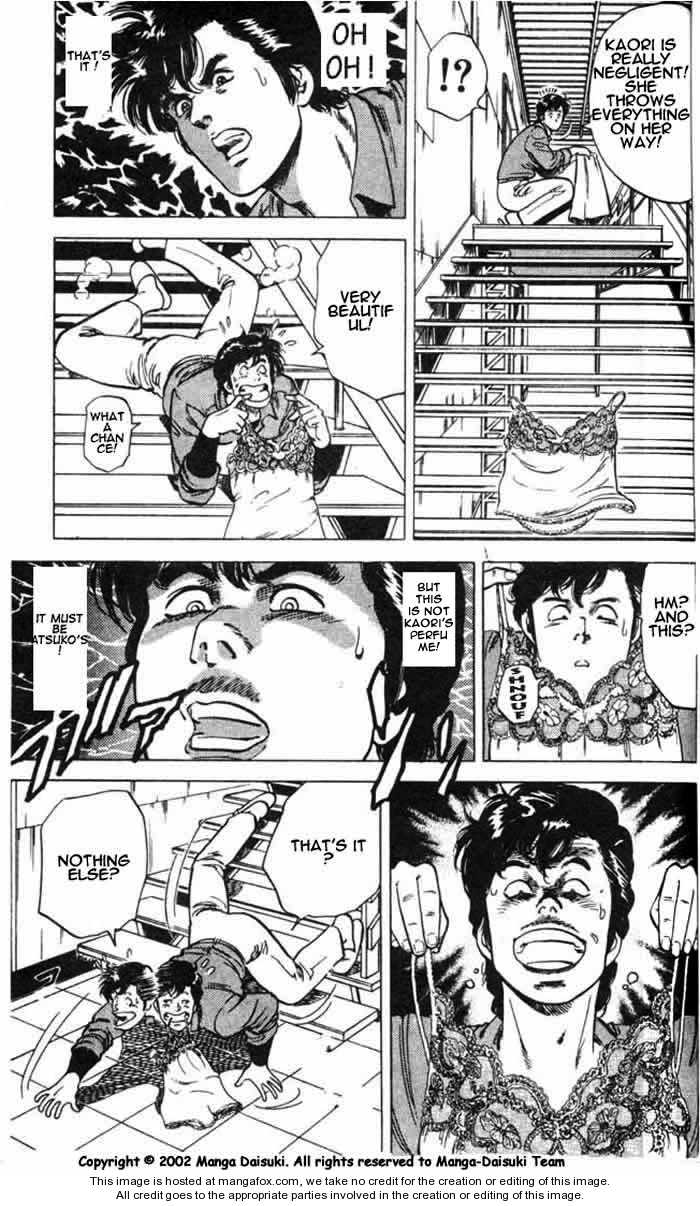 KAORI IS
REALLY
NEGLIGENT!
SHE
THROWS
EVERYTHING
ON HER
WAY!
!?
OH
OH!
THAT'S
IT!
VERY
BEAUTIF
UL!
WHAT
A
CHAN
CE!
HM?
AND
THIS?
SHNOUF
BUT
THIS
IS NOT
KAORI'S
PERFU
ME!
IT MUST
BE
ATSUKO'S
!
THAT'S IT
?
NOTHING
ELSE?
Copyright © 2002 Manga Daisuki. All rights reserved to Manga-Daisuki Team
This image is hosted at mangafox.com, we take no credit for the creation or editing of this image.
All credit goes to the appropriate parties involved in the creation or editing of this image.